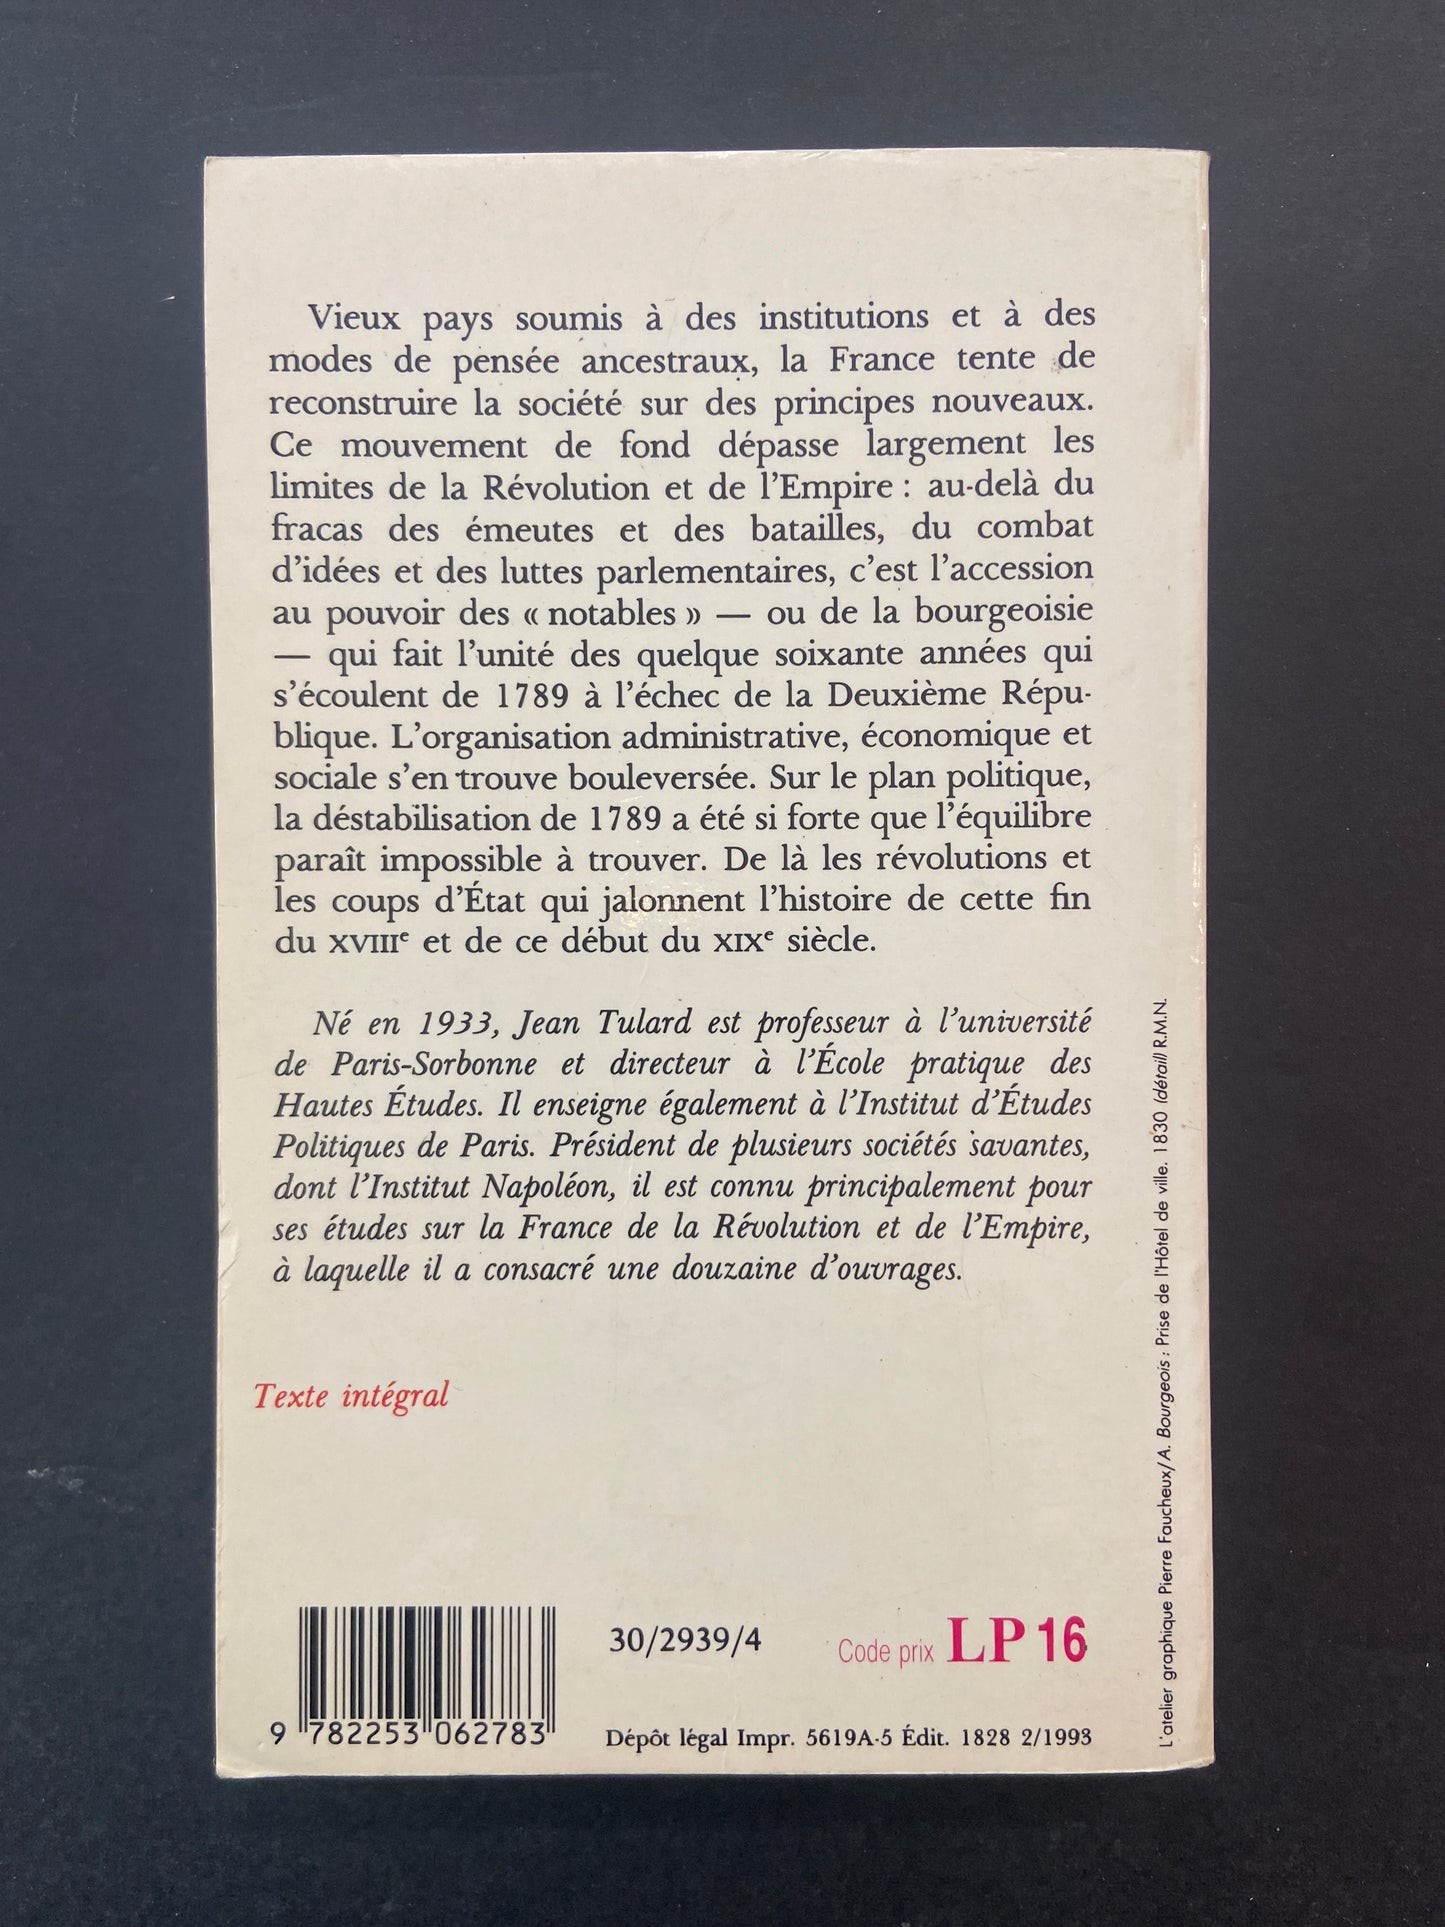 Vieux pays soumis à des institutions et à des
modes de pensée ancestraux, la France tente de
reconstruire la société sur des principes nouveaux.
Ce mouvement de fond dépasse largement les
limites de la Révolution et de l'Empire : au-delà du
fracas des émeutes et des batailles, du combat
d'idées et des luttes parlementaires, c'est l'accession
au pouvoir des « notables » — ou de la bourgeoisie
— qui fait l'unité des quelque soixante années qui
s'écoulent de 1789 à l'échec de la Deuxième Répu-
blique. L'organisation administrative, économique et
sociale s'en trouve bouleversée. Sur le plan politique,
la déstabilisation de 1789 a été si forte que l'équilibre
paraît impossible à trouver. De là les révolutions et
les coups d'État qui jalonnent l'histoire de cette fin
du XVIIIe et de ce début du XIXe siècle.
Né en 1933, Jean Tulard est professeur à l'université
de Paris-Sorbonne et directeur à l'École pratique des
Hautes Études. Il enseigne également à l'Institut d'Études
Politiques de Paris. Président de plusieurs sociétés savantes,
dont l'Institut Napoléon, il est connu principalement pour
ses études sur la France de la Révolution et de l'Empire,
à laquelle il a consacré une douzaine d'ouvrages.
Texte intégral
9 782253 062783
30/2939/4
Code prix LP 16
Dépôt légal Impr. 5619A-5 Édit. 1828 2/1993
L'atelier graphique Pierre Faucheux/A. Bourgeois : Prise de l'Hôtel de ville. 1830 (détail) R.M.N.